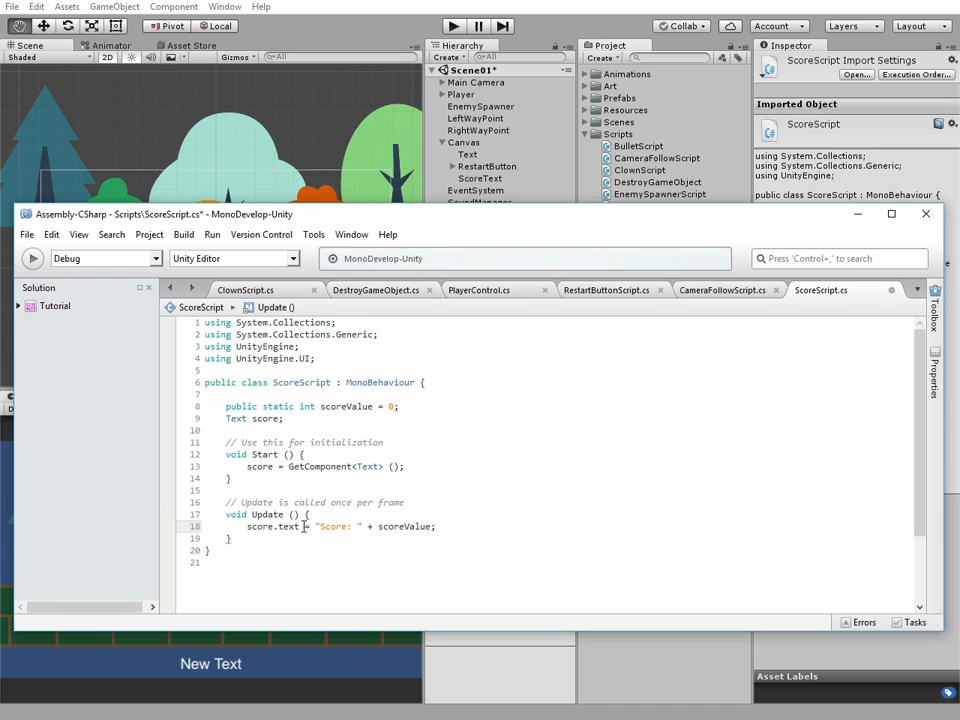 File Edit Assets GameObject Component Window Help
Pivot Local Collab Account Layers Layout
Scene Animator Asset Store
Shaded 2D Gizmos All
Hierarchy
Create All
Scene01*
Main Camera
Player
EnemySpawner
LeftWayPoint
RightWayPoint
Canvas
Text
RestartButton
ScoreText
EventSystem
Project
Create
Animations
Art
Prefabs
Resources
Scenes
Scripts
BulletScript
CameraFollowScript
ClownScript
DestroyGameObject
EnemyScript
Inspector
ScoreScript Import Settings
Open... Execution Order...
Imported Object
ScoreScript
using System.Collections;
using System.Collections.Generic;
using UnityEngine;
public class ScoreScript : MonoBehaviour {
Assembly-CSharp - Scripts\ScoreScript.cs* - MonoDevelop-Unity
File Edit View Search Project Build Run Version Control Tools Window Help
Debug Unity Editor MonoDevelop-Unity Press 'Control+,' to search
Solution
Tutorial
ClownScript.cs DestroyGameObject.cs PlayerControl.cs RestartButtonScript.cs CameraFollowScript.cs ScoreScript.cs
ScoreScript Update ()
1 using System.Collections;
2 using System.Collections.Generic;
3 using UnityEngine;
4 using UnityEngine.UI;
5
6 public class ScoreScript : MonoBehaviour {
7
8 public static int scoreValue = 0;
9 Text score;
10
11 // Use this for initialization
12 void Start () {
13 score = GetComponent<Text> ();
14 }
15
16 // Update is called once per frame
17 void Update () {
18 score.text = "Score: " + scoreValue;
19 }
20 }
21
Toolbox
Properties
Errors Tasks
New Text
Asset Labels